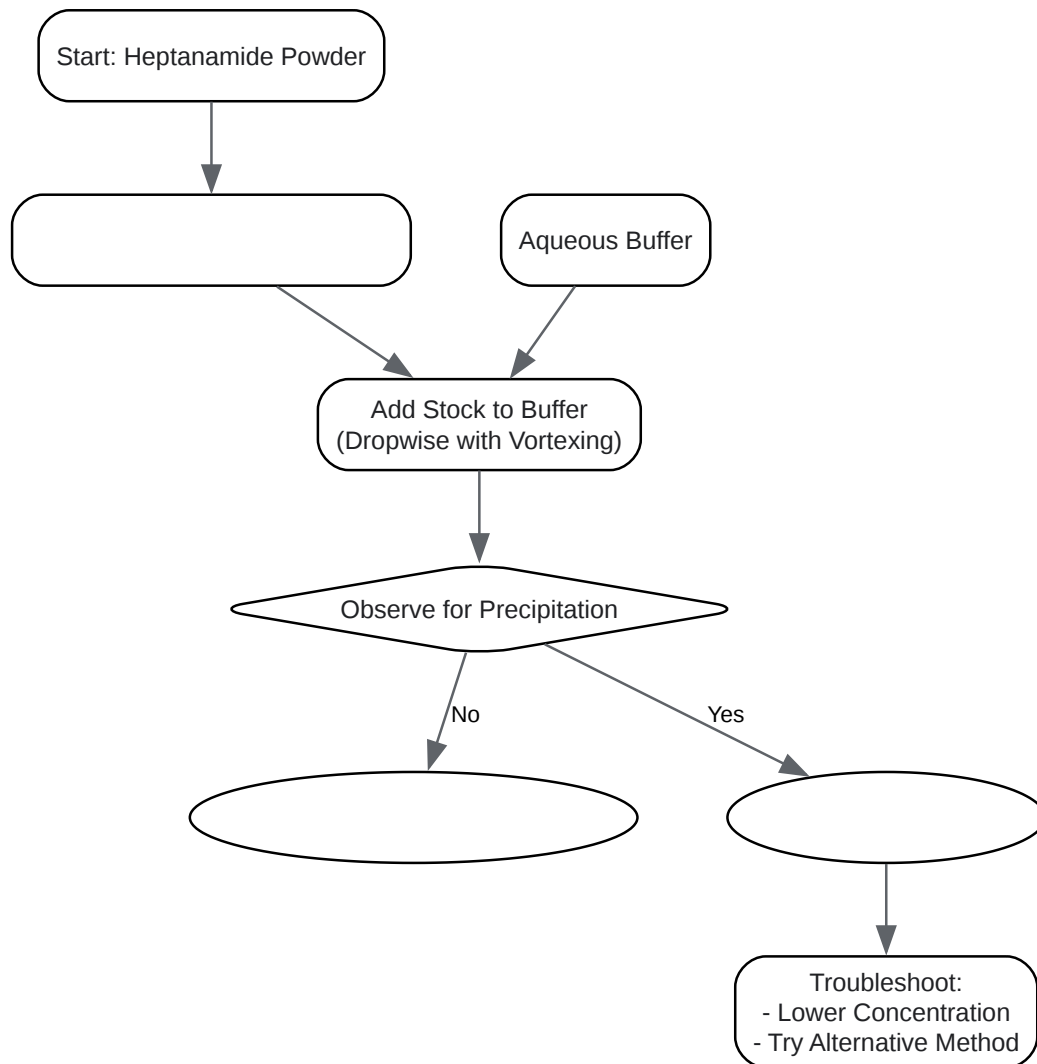 Start: Heptanamide Powder
Aqueous Buffer
Add Stock to Buffer
(Dropwise with Vortexing)
Observe for Precipitation
No
Yes
Troubleshoot:
- Lower Concentration
- Try Alternative Method